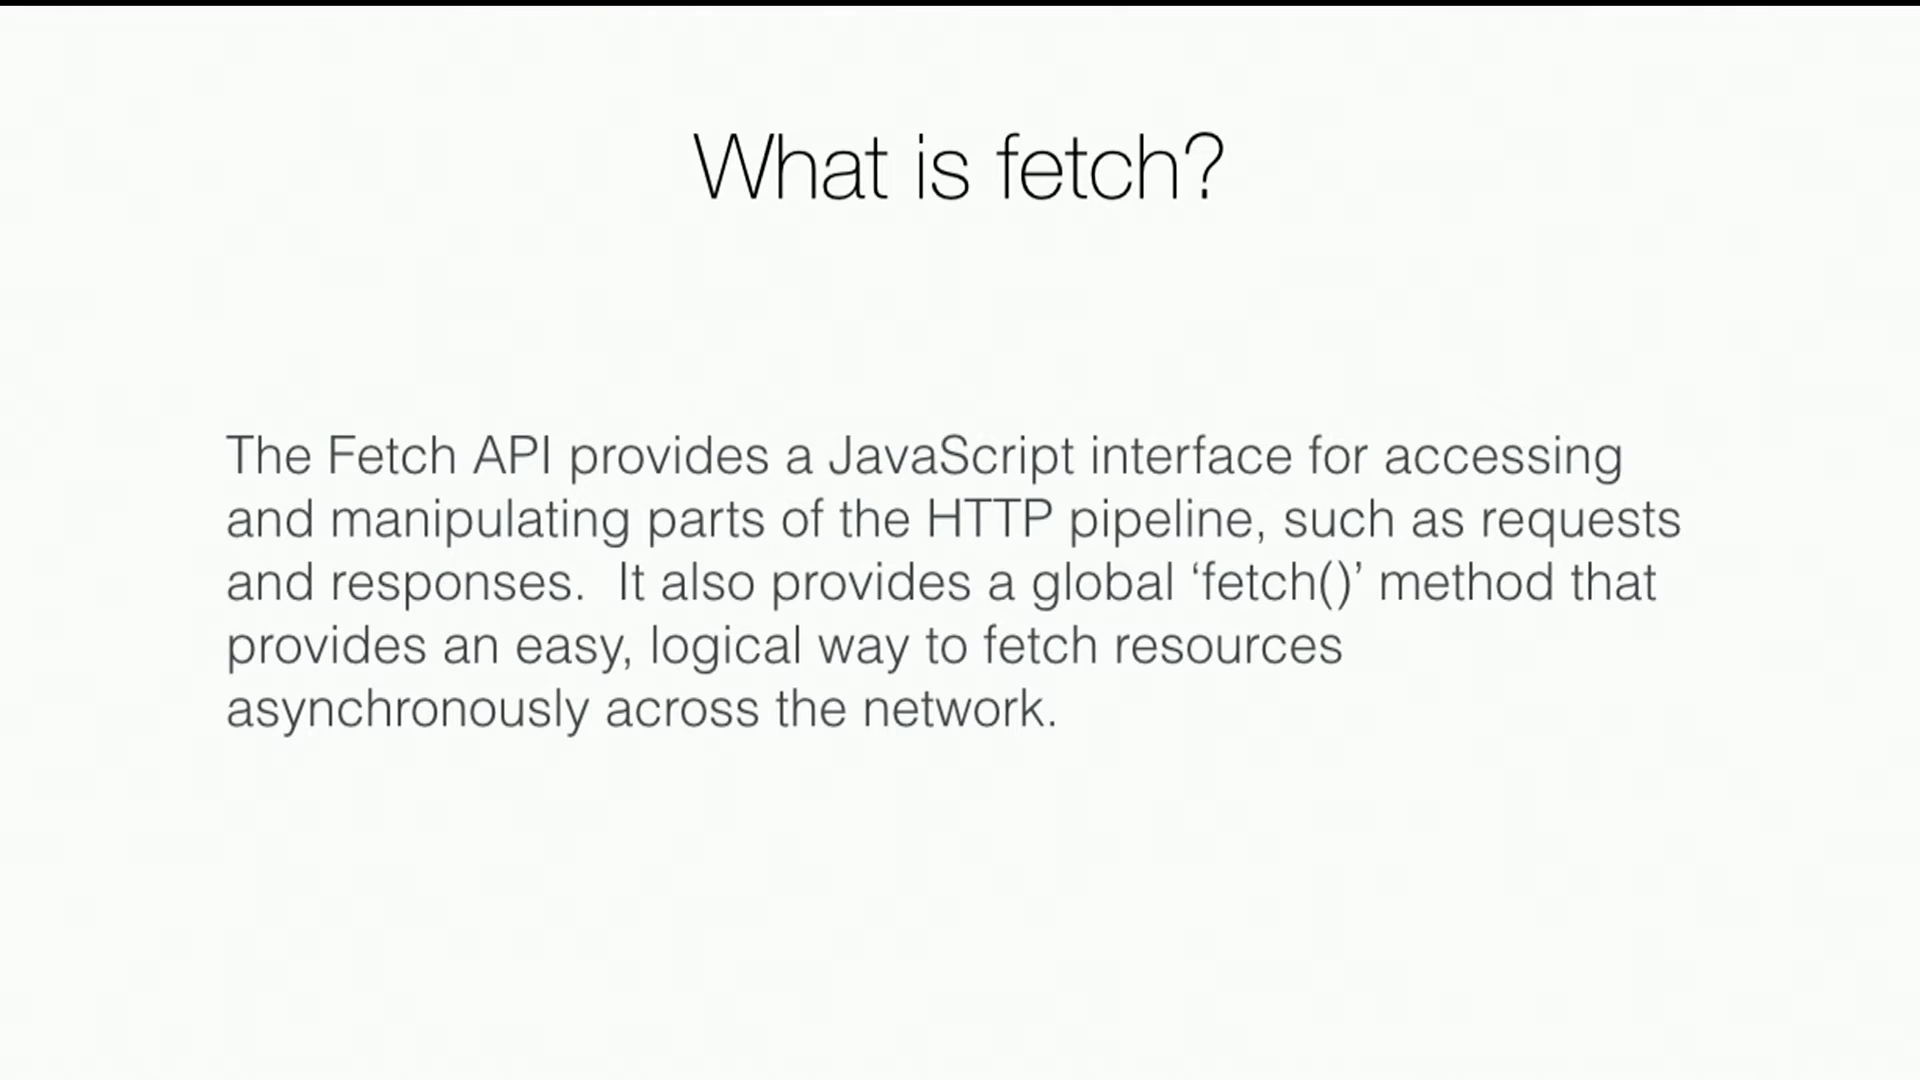 What is fetch?
The Fetch API provides a JavaScript interface for accessing
and manipulating parts of the HTTP pipeline, such as requests
and responses.  It also provides a global ‘fetch()’ method that
provides an easy, logical way to fetch resources
asynchronously across the network.